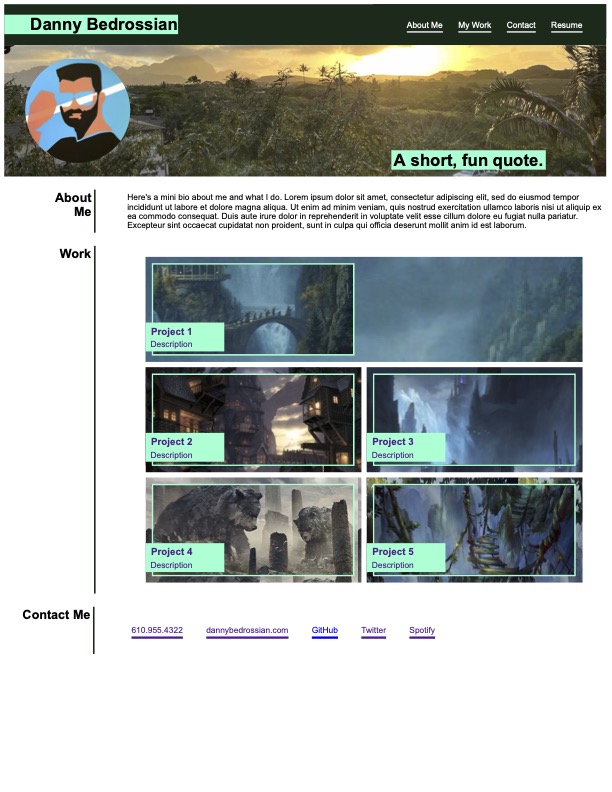 Danny Bedrossian
About Me My Work Contact Resume
A short, fun quote.
About
Me
Here's a mini bio about me and what I do. Lorem ipsum dolor sit amet, consectetur adipiscing elit, sed do eiusmod tempor
incididunt ut labore et dolore magna aliqua. Ut enim ad minim veniam, quis nostrud exercitation ullamco laboris nisi ut aliquip ex
ea commodo consequat. Duis aute irure dolor in reprehenderit in voluptate velit esse cillum dolore eu fugiat nulla pariatur.
Excepteur sint occaecat cupidatat non proident, sunt in culpa qui officia deserunt mollit anim id est laborum.
Work
Project 1
Description
Project 2
Description
Project 3
Description
Project 4
Description
Project 5
Description
Contact Me
610.955.4322 dannybedrossian.com GitHub Twitter Spotify